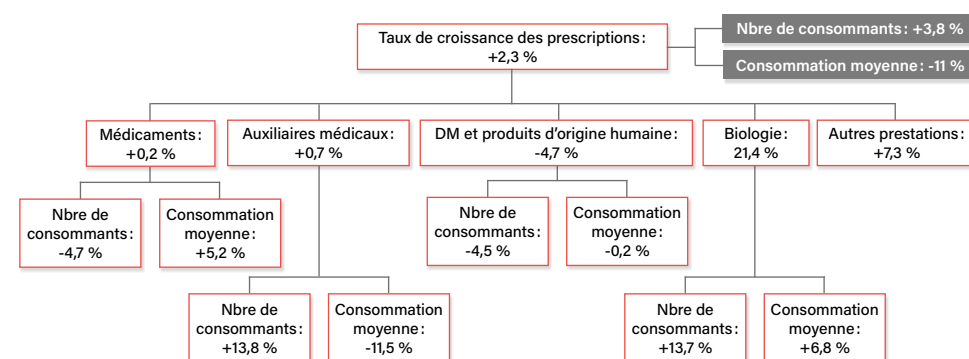 Taux de croissance des prescriptions :
+2,3 %
Nbre de consommants : +3,8 %
Consommation moyenne : -11 %
Médicaments :
+0,2 %
Auxiliaires médicaux :
+0,7 %
DM et produits d'origine humaine :
-4,7 %
Biologie :
21,4 %
Autres prestations :
+7,3 %
Nbre de
consommants :
-4,7 %
Consommation
moyenne :
+5,2 %
Nbre de
consommants :
-4,5 %
Consommation
moyenne :
-0,2 %
Nbre de
consommants :
+13,8 %
Consommation
moyenne :
-11,5 %
Nbre de
consommants :
+13,7 %
Consommation
moyenne :
+6,8 %